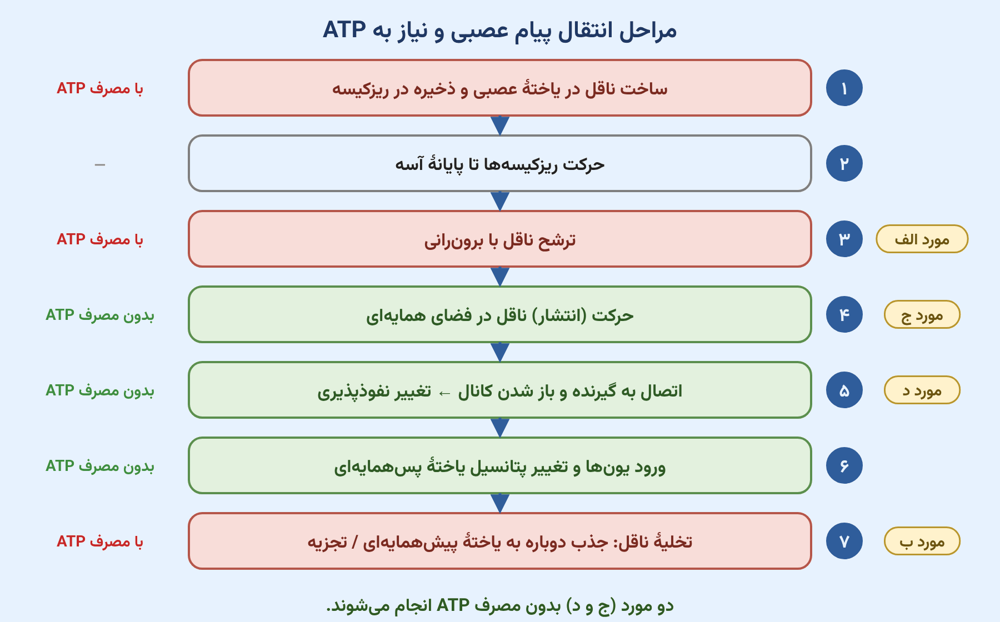 مراحل انتقال پیام عصبی و نیاز به ATP
۱
ساخت ناقل در یاختهٔ عصبی و ذخیره در ریزکیسه
با مصرف ATP
۲
حرکت ریزکیسه‌ها تا پایانهٔ آسه
–
مورد الف
۳
ترشح ناقل با برون‌رانی
با مصرف ATP
مورد ج
۴
حرکت (انتشار) ناقل در فضای همایه‌ای
بدون مصرف ATP
مورد د
۵
اتصال به گیرنده و باز شدن کانال ← تغییر نفوذپذیری
بدون مصرف ATP
۶
ورود یون‌ها و تغییر پتانسیل یاختهٔ پس‌همایه‌ای
بدون مصرف ATP
مورد ب
۷
تخلیهٔ ناقل: جذب دوباره به یاختهٔ پیش‌همایه‌ای / تجزیه
با مصرف ATP
دو مورد (ج و د) بدون مصرف ATP انجام می‌شوند.